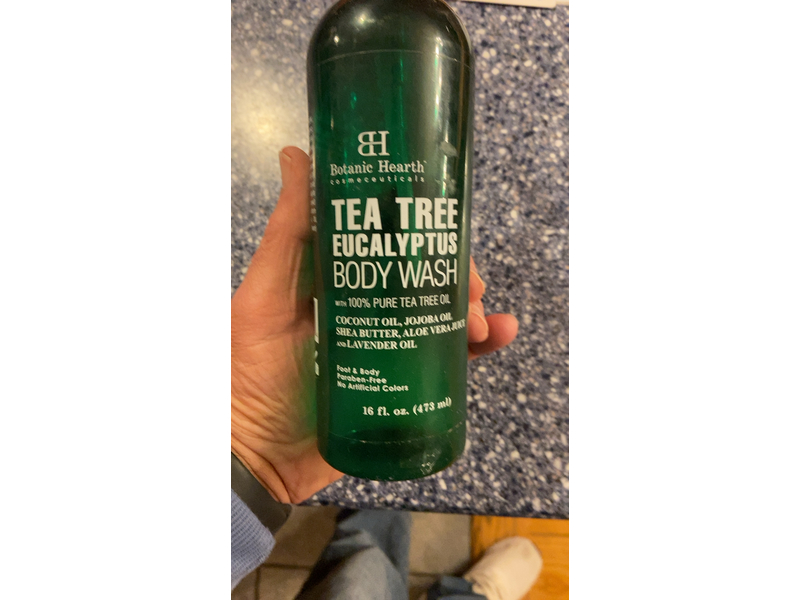 BH
Botanic Hearth
cosmeceuticals
TEA TREE
EUCALYPTUS
BODY WASH
WITH 100% PURE TEA TREE OIL
COCONUT OIL, JOJOBA OIL
SHEA BUTTER, ALOE VERA JUICE
AND LAVENDER OIL
Foot & Body
Paraben-Free
No Artificial Colors
16 fl. oz. (473 ml)